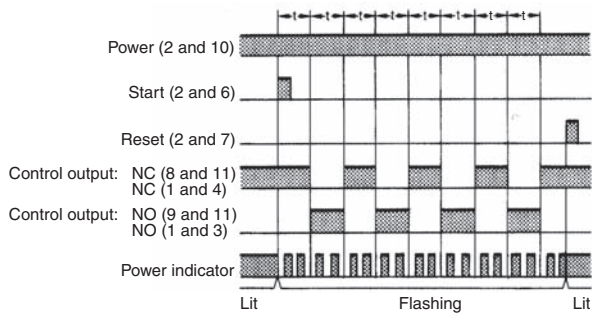 t t t t t t t t
Power (2 and 10)
Start (2 and 6)
Reset (2 and 7)
Control output: NC (8 and 11)
NC (1 and 4)
Control output: NO (9 and 11)
NO (1 and 3)
Power indicator
Lit Flashing Lit